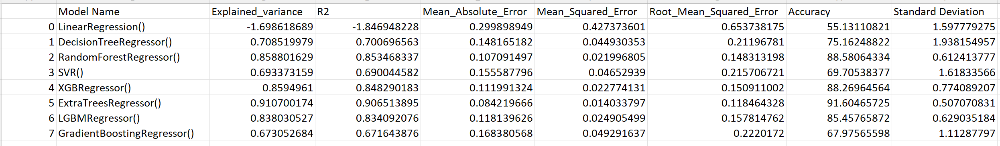 Model Name Explained_variance R2 Mean_Absolute_Error Mean_Squared_Error Root_Mean_Squared_Error Accuracy Standard Deviation
0 LinearRegression() -1.698618689 -1.846948228 0.299898949 0.427373601 0.653738175 55.13110821 1.597779275
1 DecisionTreeRegressor() 0.708519979 0.700696563 0.148165182 0.044930353 0.21196781 75.16248822 1.938154957
2 RandomForestRegressor() 0.858801629 0.853468337 0.107091497 0.021996805 0.148313198 88.58064334 0.612413777
3 SVR() 0.693373159 0.690044582 0.155587796 0.04652939 0.215706721 69.70538377 1.61833566
4 XGBRegressor() 0.8594961 0.848290183 0.111991324 0.022774131 0.150911002 88.26964564 0.774089207
5 ExtraTreesRegressor() 0.910700174 0.906513895 0.084219666 0.014033797 0.118464328 91.60465725 0.507070831
6 LGBMRegressor() 0.838030527 0.834092076 0.118139626 0.024905499 0.157814762 85.45765872 0.629035184
7 GradientBoostingRegressor() 0.673052684 0.671643876 0.168380568 0.049291637 0.2220172 67.97565598 1.11287797